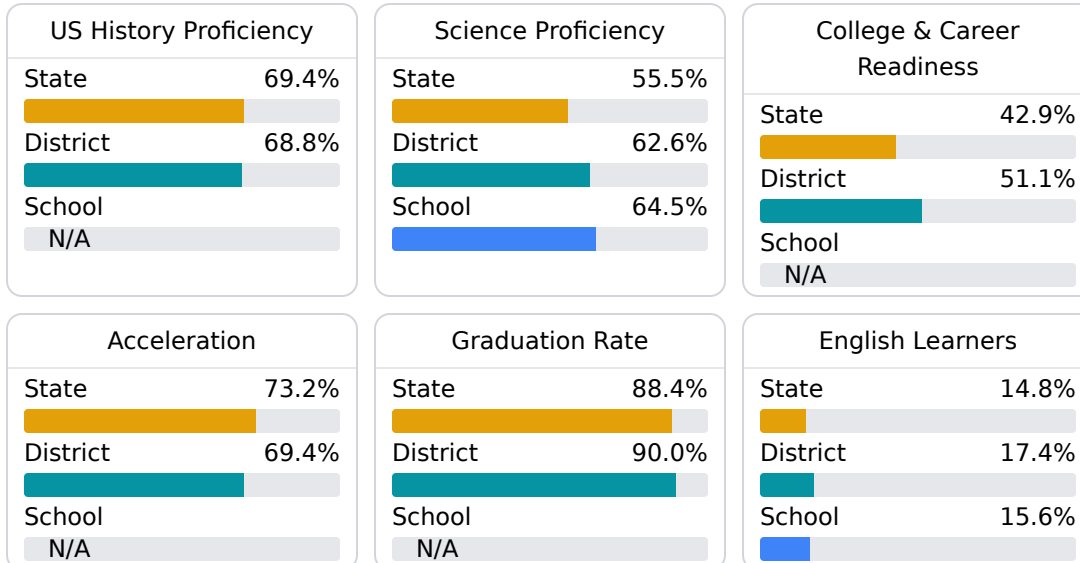 US History Proficiency
State 69.4%
District 68.8%
School
N/A
Science Proficiency
State 55.5%
District 62.6%
School 64.5%
College & Career
Readiness
State 42.9%
District 51.1%
School
N/A
Acceleration
State 73.2%
District 69.4%
School
N/A
Graduation Rate
State 88.4%
District 90.0%
School
N/A
English Learners
State 14.8%
District 17.4%
School 15.6%